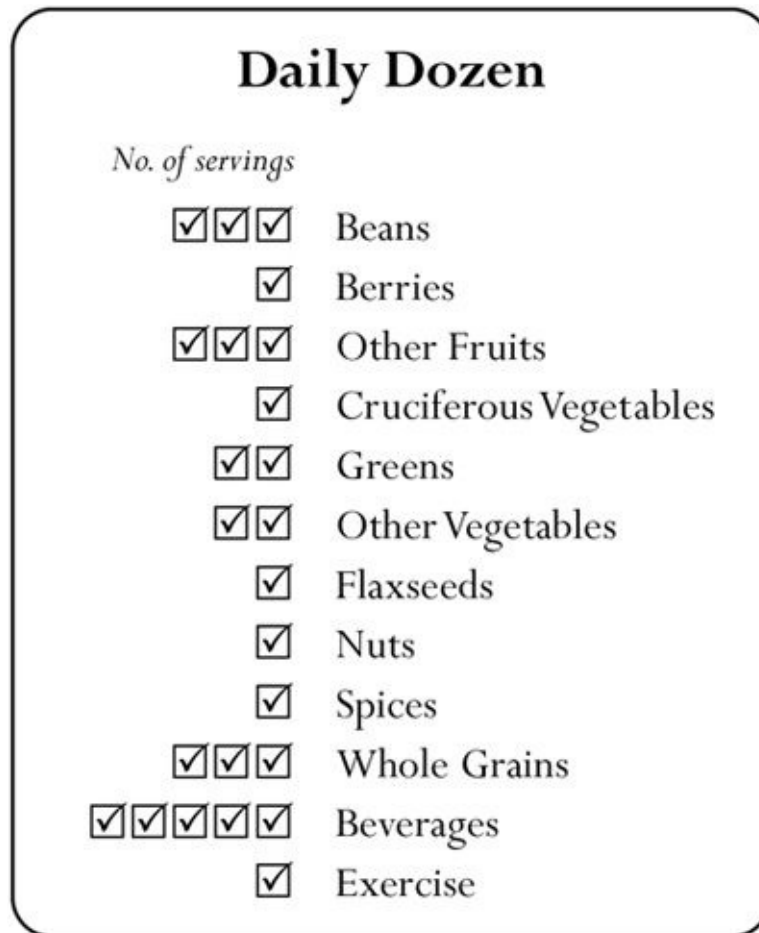 Daily Dozen
No. of servings
☑☑☑ Beans
☑ Berries
☑☑☑ Other Fruits
☑ Cruciferous Vegetables
☑☑ Greens
☑☑ Other Vegetables
☑ Flaxseeds
☑ Nuts
☑ Spices
☑☑☑ Whole Grains
☑☑☑☑☑ Beverages
☑ Exercise